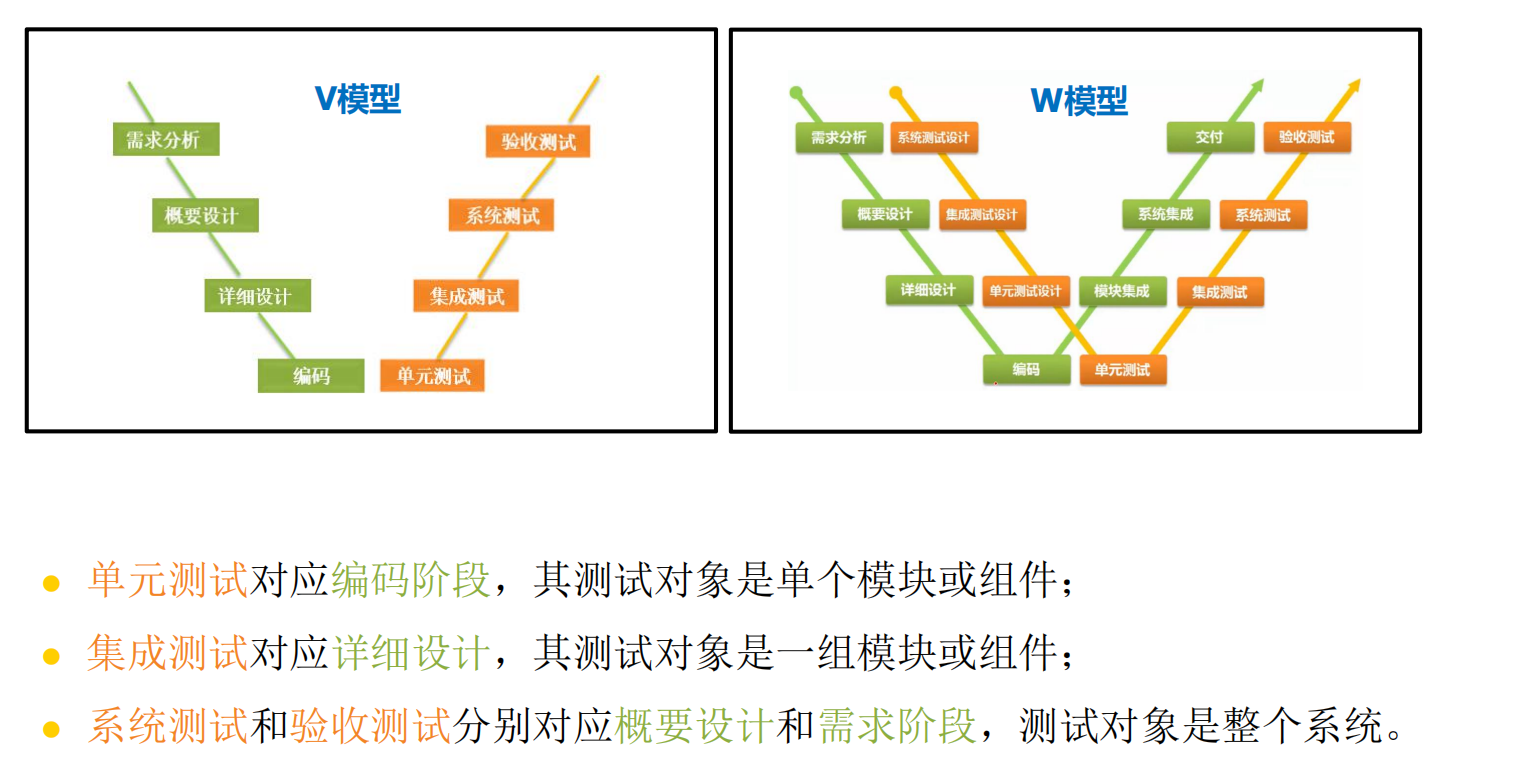 V模型
需求分析
验收测试
概要设计
系统测试
详细设计
集成测试
编码
单元测试
W模型
需求分析
系统测试设计
交付
验收测试
概要设计
集成测试设计
系统集成
系统测试
详细设计
单元测试设计
模块集成
集成测试
编码
单元测试
单元测试对应编码阶段，其测试对象是单个模块或组件；
集成测试对应详细设计，其测试对象是一组模块或组件；
系统测试和验收测试分别对应概要设计和需求阶段，测试对象是整个系统。